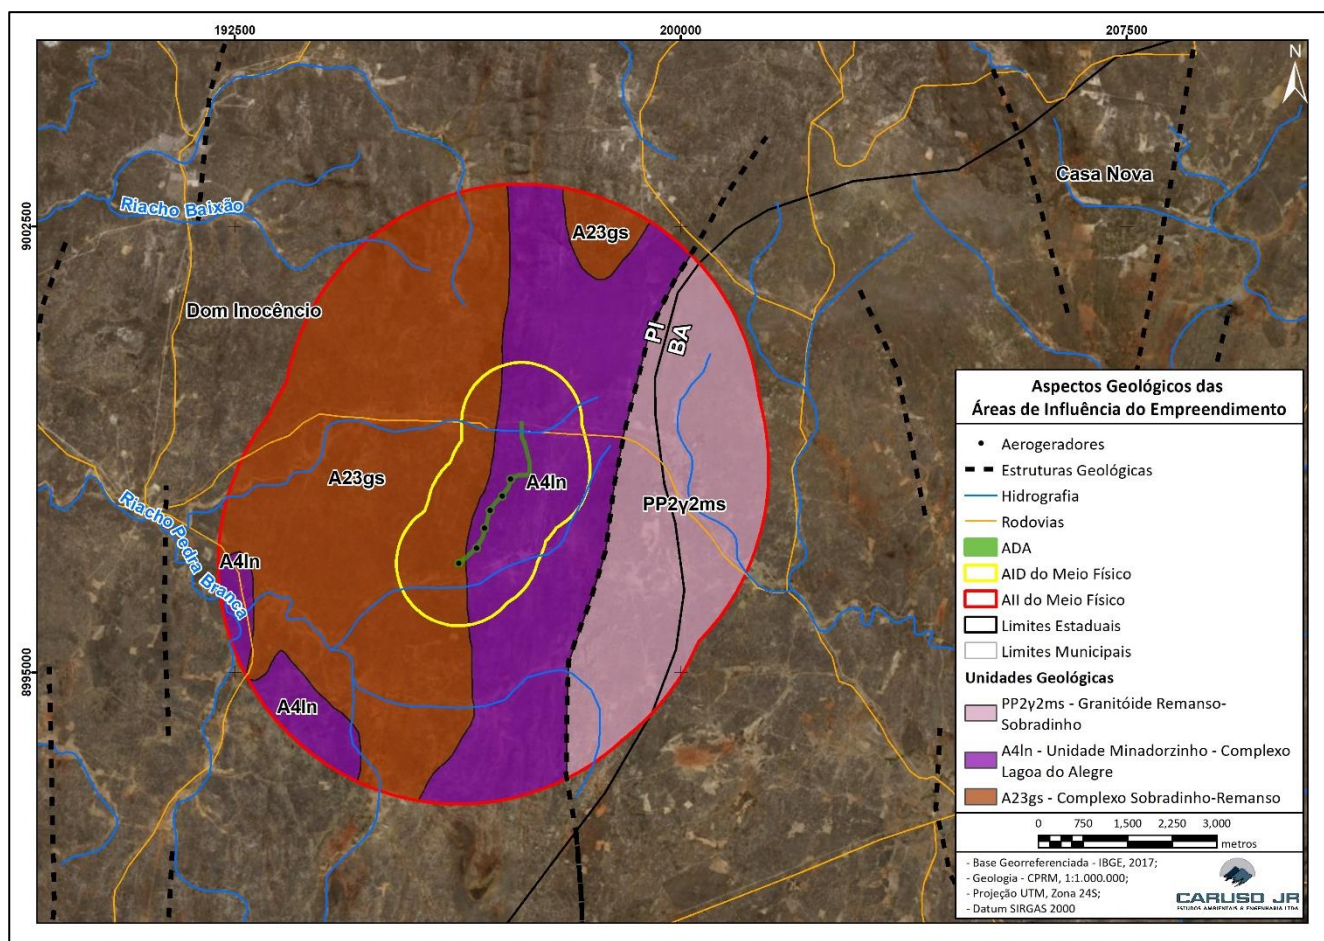 192500
200000
207500
N
Casa Nova
Riacho Baixão
9002500
A23gs
Dom Inocêncio
PI
BA
A23gs
A4ln
PP2γ2ms
Riacho Pedra Branca
A4ln
8995000
A4ln
Aspectos Geológicos das
Áreas de Influência do Empreendimento
Aerogeradores
Estruturas Geológicas
Hidrografia
Rodovias
ADA
AID do Meio Físico
AII do Meio Físico
Limites Estaduais
Limites Municipais
Unidades Geológicas
PP2γ2ms - Granitóide Remanso-
Sobradinho
A4ln - Unidade Minadorzinho - Complexo
Lagoa do Alegre
A23gs - Complexo Sobradinho-Remanso
0 750 1,500 2,250 3,000
metros
- Base Georreferenciada - IBGE, 2017;
- Geologia - CPRM, 1:1.000.000;
- Projeção UTM, Zona 24S;
- Datum SIRGAS 2000
CARUSO JR
ESTUDOS AMBIENTAIS & ENGENHARIA LTDA